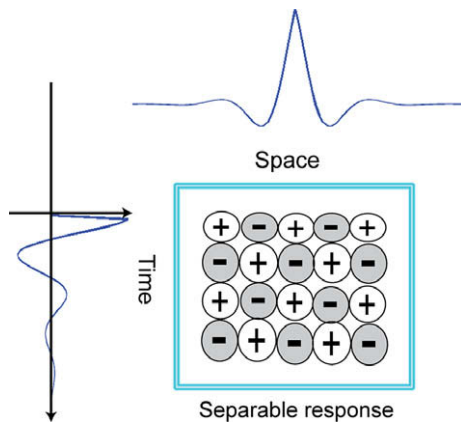 Space
Time
+ - + - +
- + - + -
+ - + - +
- + - + -
Separable response